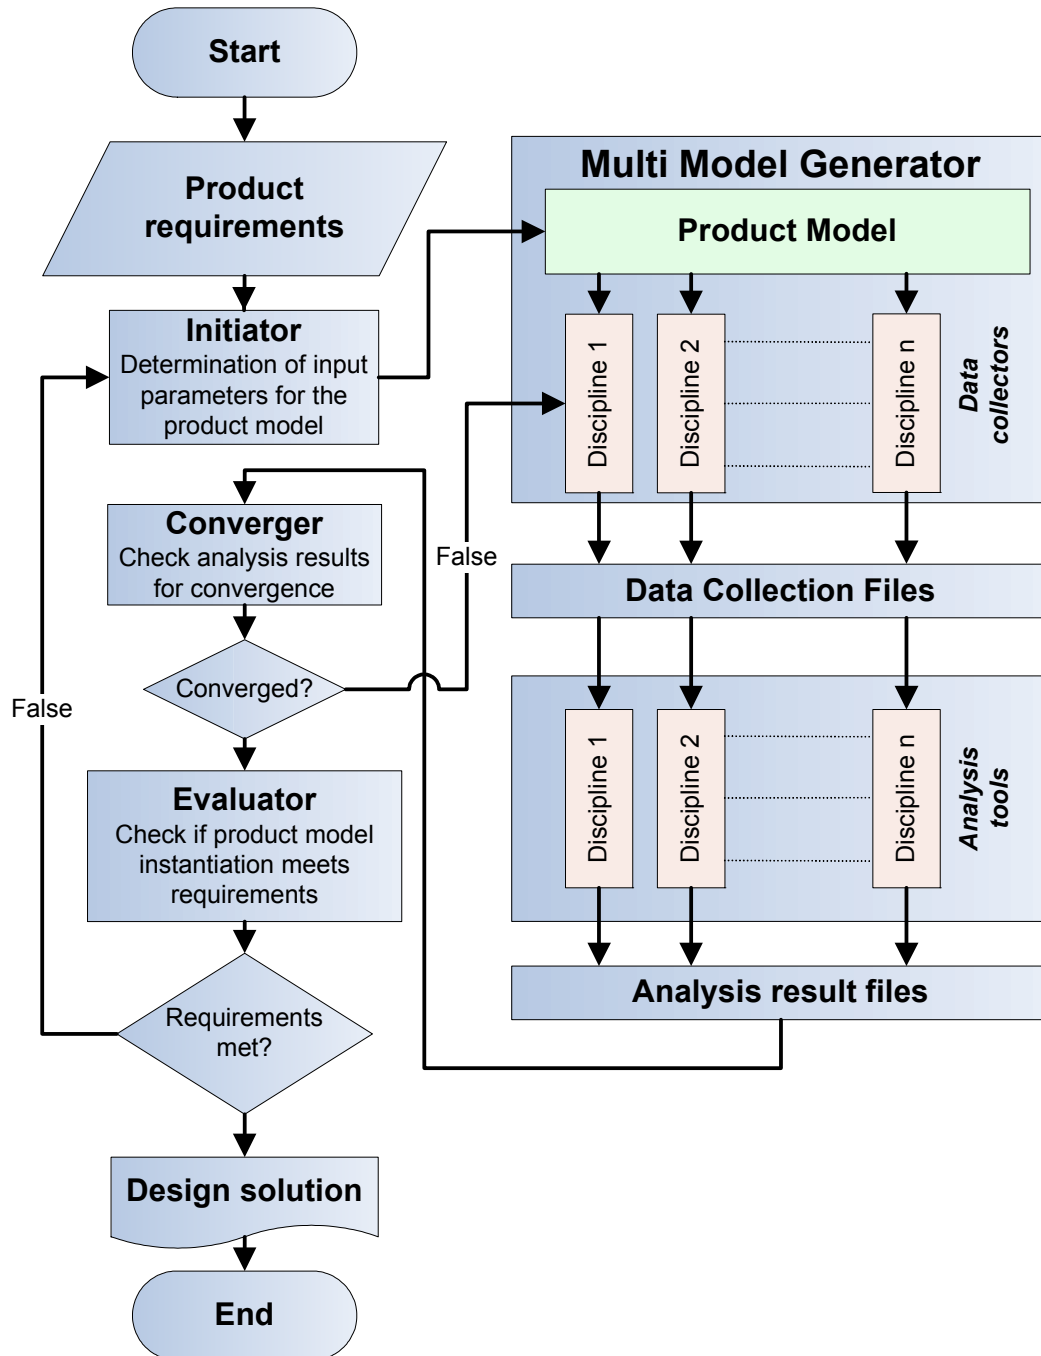 Start
Product
requirements
Initiator
Determination of input
parameters for the
product model
Multi Model Generator
Product Model
Discipline 1
Discipline 2
Discipline n
Data
collectors
Converger
Check analysis results
for convergence
False
Data Collection Files
Converged?
False
Discipline 1
Discipline 2
Discipline n
Analysis
tools
Evaluator
Check if product model
instantiation meets
requirements
Analysis result files
Requirements
met?
Design solution
End